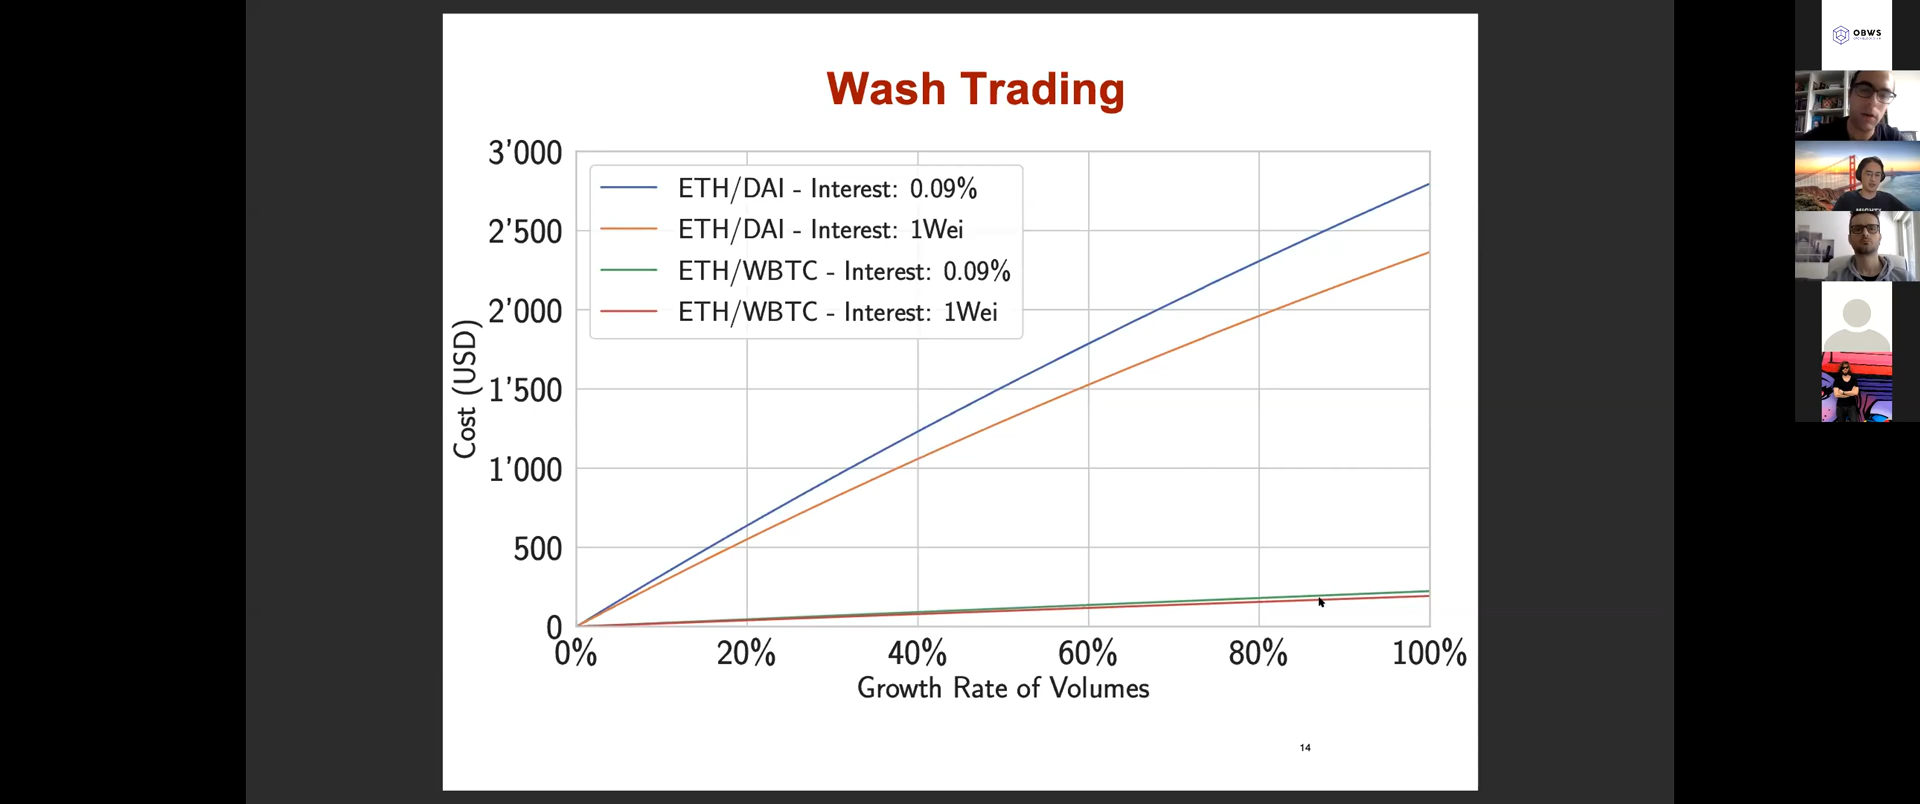 Wash Trading
3’000
2’500
2’000
1’500
1’000
500
0
Cost (USD)
ETH/DAI - Interest: 0.09%
ETH/DAI - Interest: 1Wei
ETH/WBTC - Interest: 0.09%
ETH/WBTC - Interest: 1Wei
0% 20% 40% 60% 80% 100%
Growth Rate of Volumes
14
OBWS